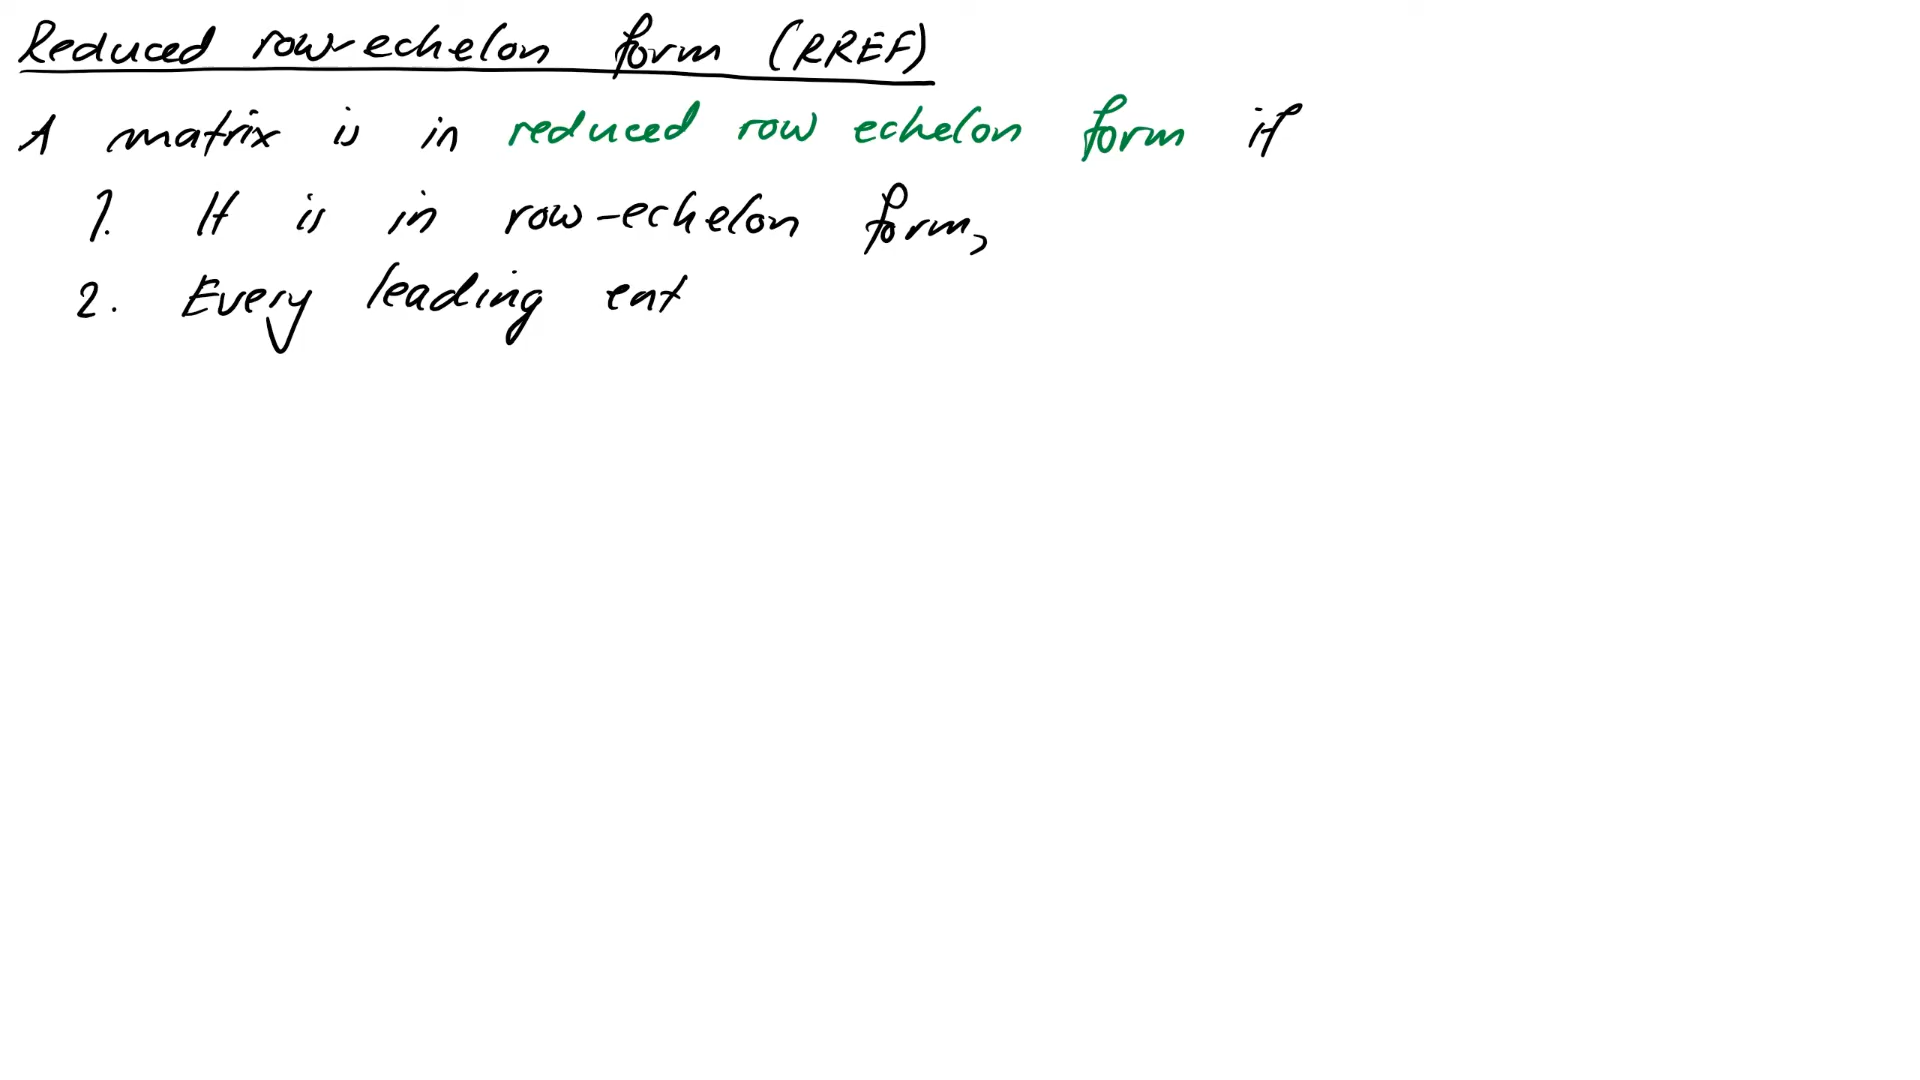 Reduced row-echelon form (RREF)
A matrix is in reduced row echelon form if
1. It is in row-echelon form,
2. Every leading ent